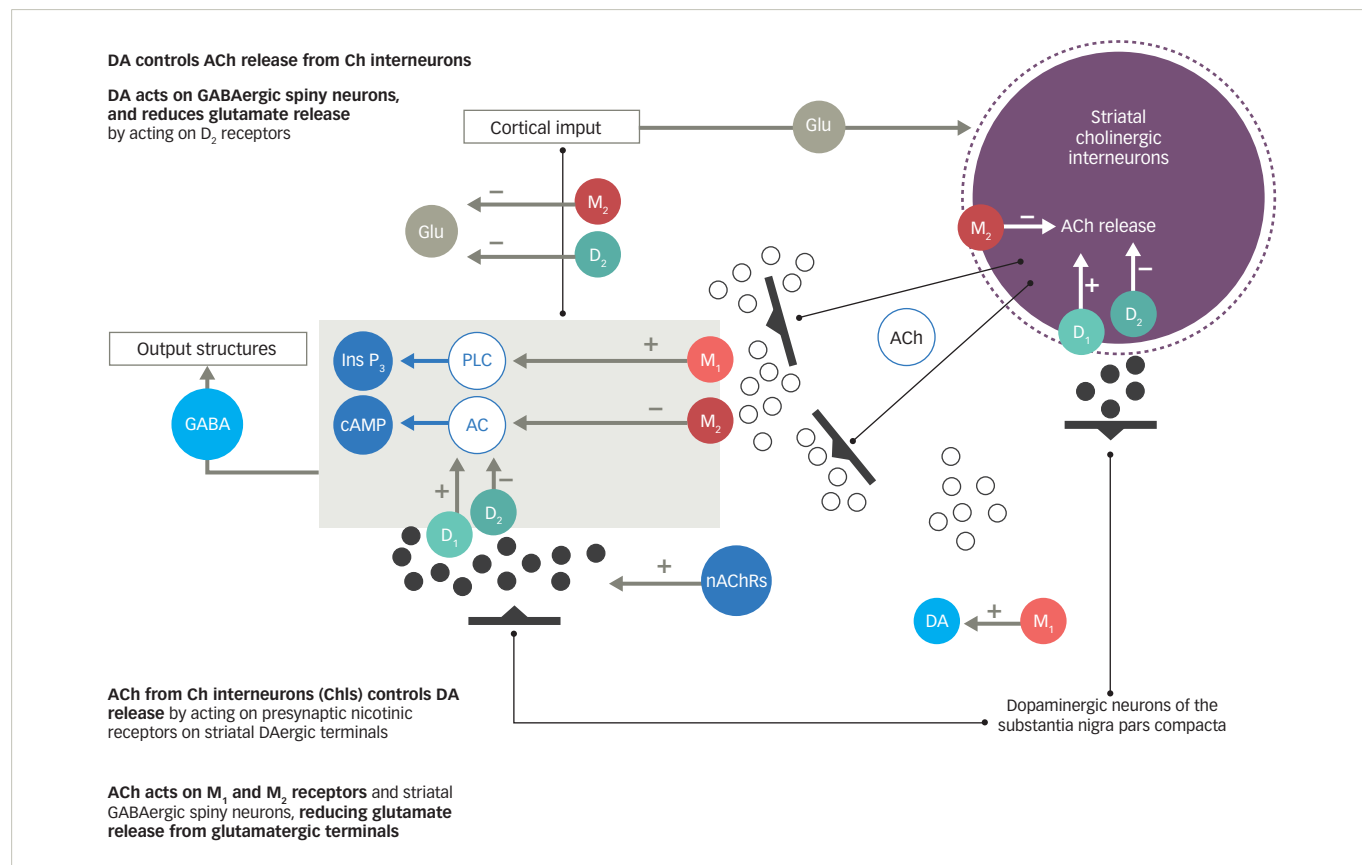 DA controls ACh release from Ch interneurons
DA acts on GABAergic spiny neurons,
and reduces glutamate release
by acting on D₂ receptors
Cortical imput
Glu
Striatal
cholinergic
interneurons
M₂
−
ACh release
+
−
D₁
D₂
−
M₂
Glu
−
D₂
ACh
Output structures
GABA
Ins P₃
PLC
+
M₁
cAMP
AC
−
M₂
+
−
D₁
D₂
+
nAChRs
DA
+
M₁
ACh from Ch interneurons (Chls) controls DA
release by acting on presynaptic nicotinic
receptors on striatal DAergic terminals
Dopaminergic neurons of the
substantia nigra pars compacta
ACh acts on M₁ and M₂ receptors and striatal
GABAergic spiny neurons, reducing glutamate
release from glutamatergic terminals